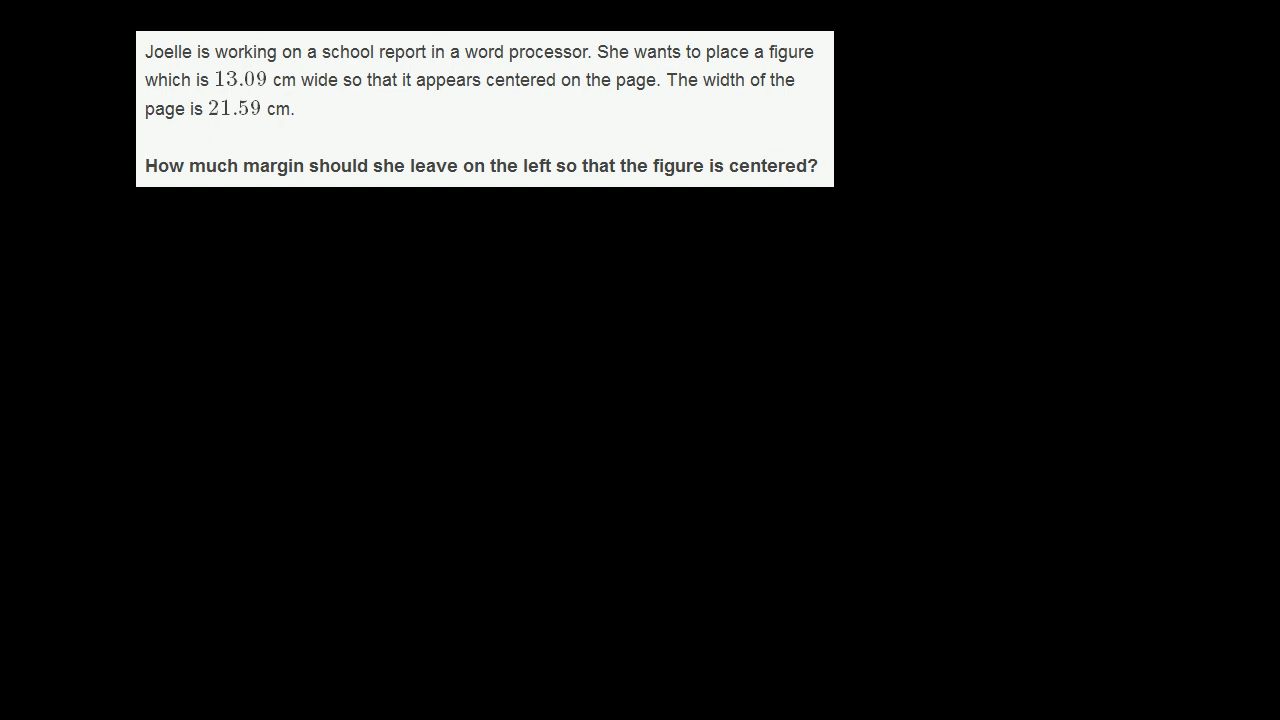 Joelle is working on a school report in a word processor. She wants to place a figure
which is 13.09 cm wide so that it appears centered on the page. The width of the
page is 21.59 cm.
How much margin should she leave on the left so that the figure is centered?